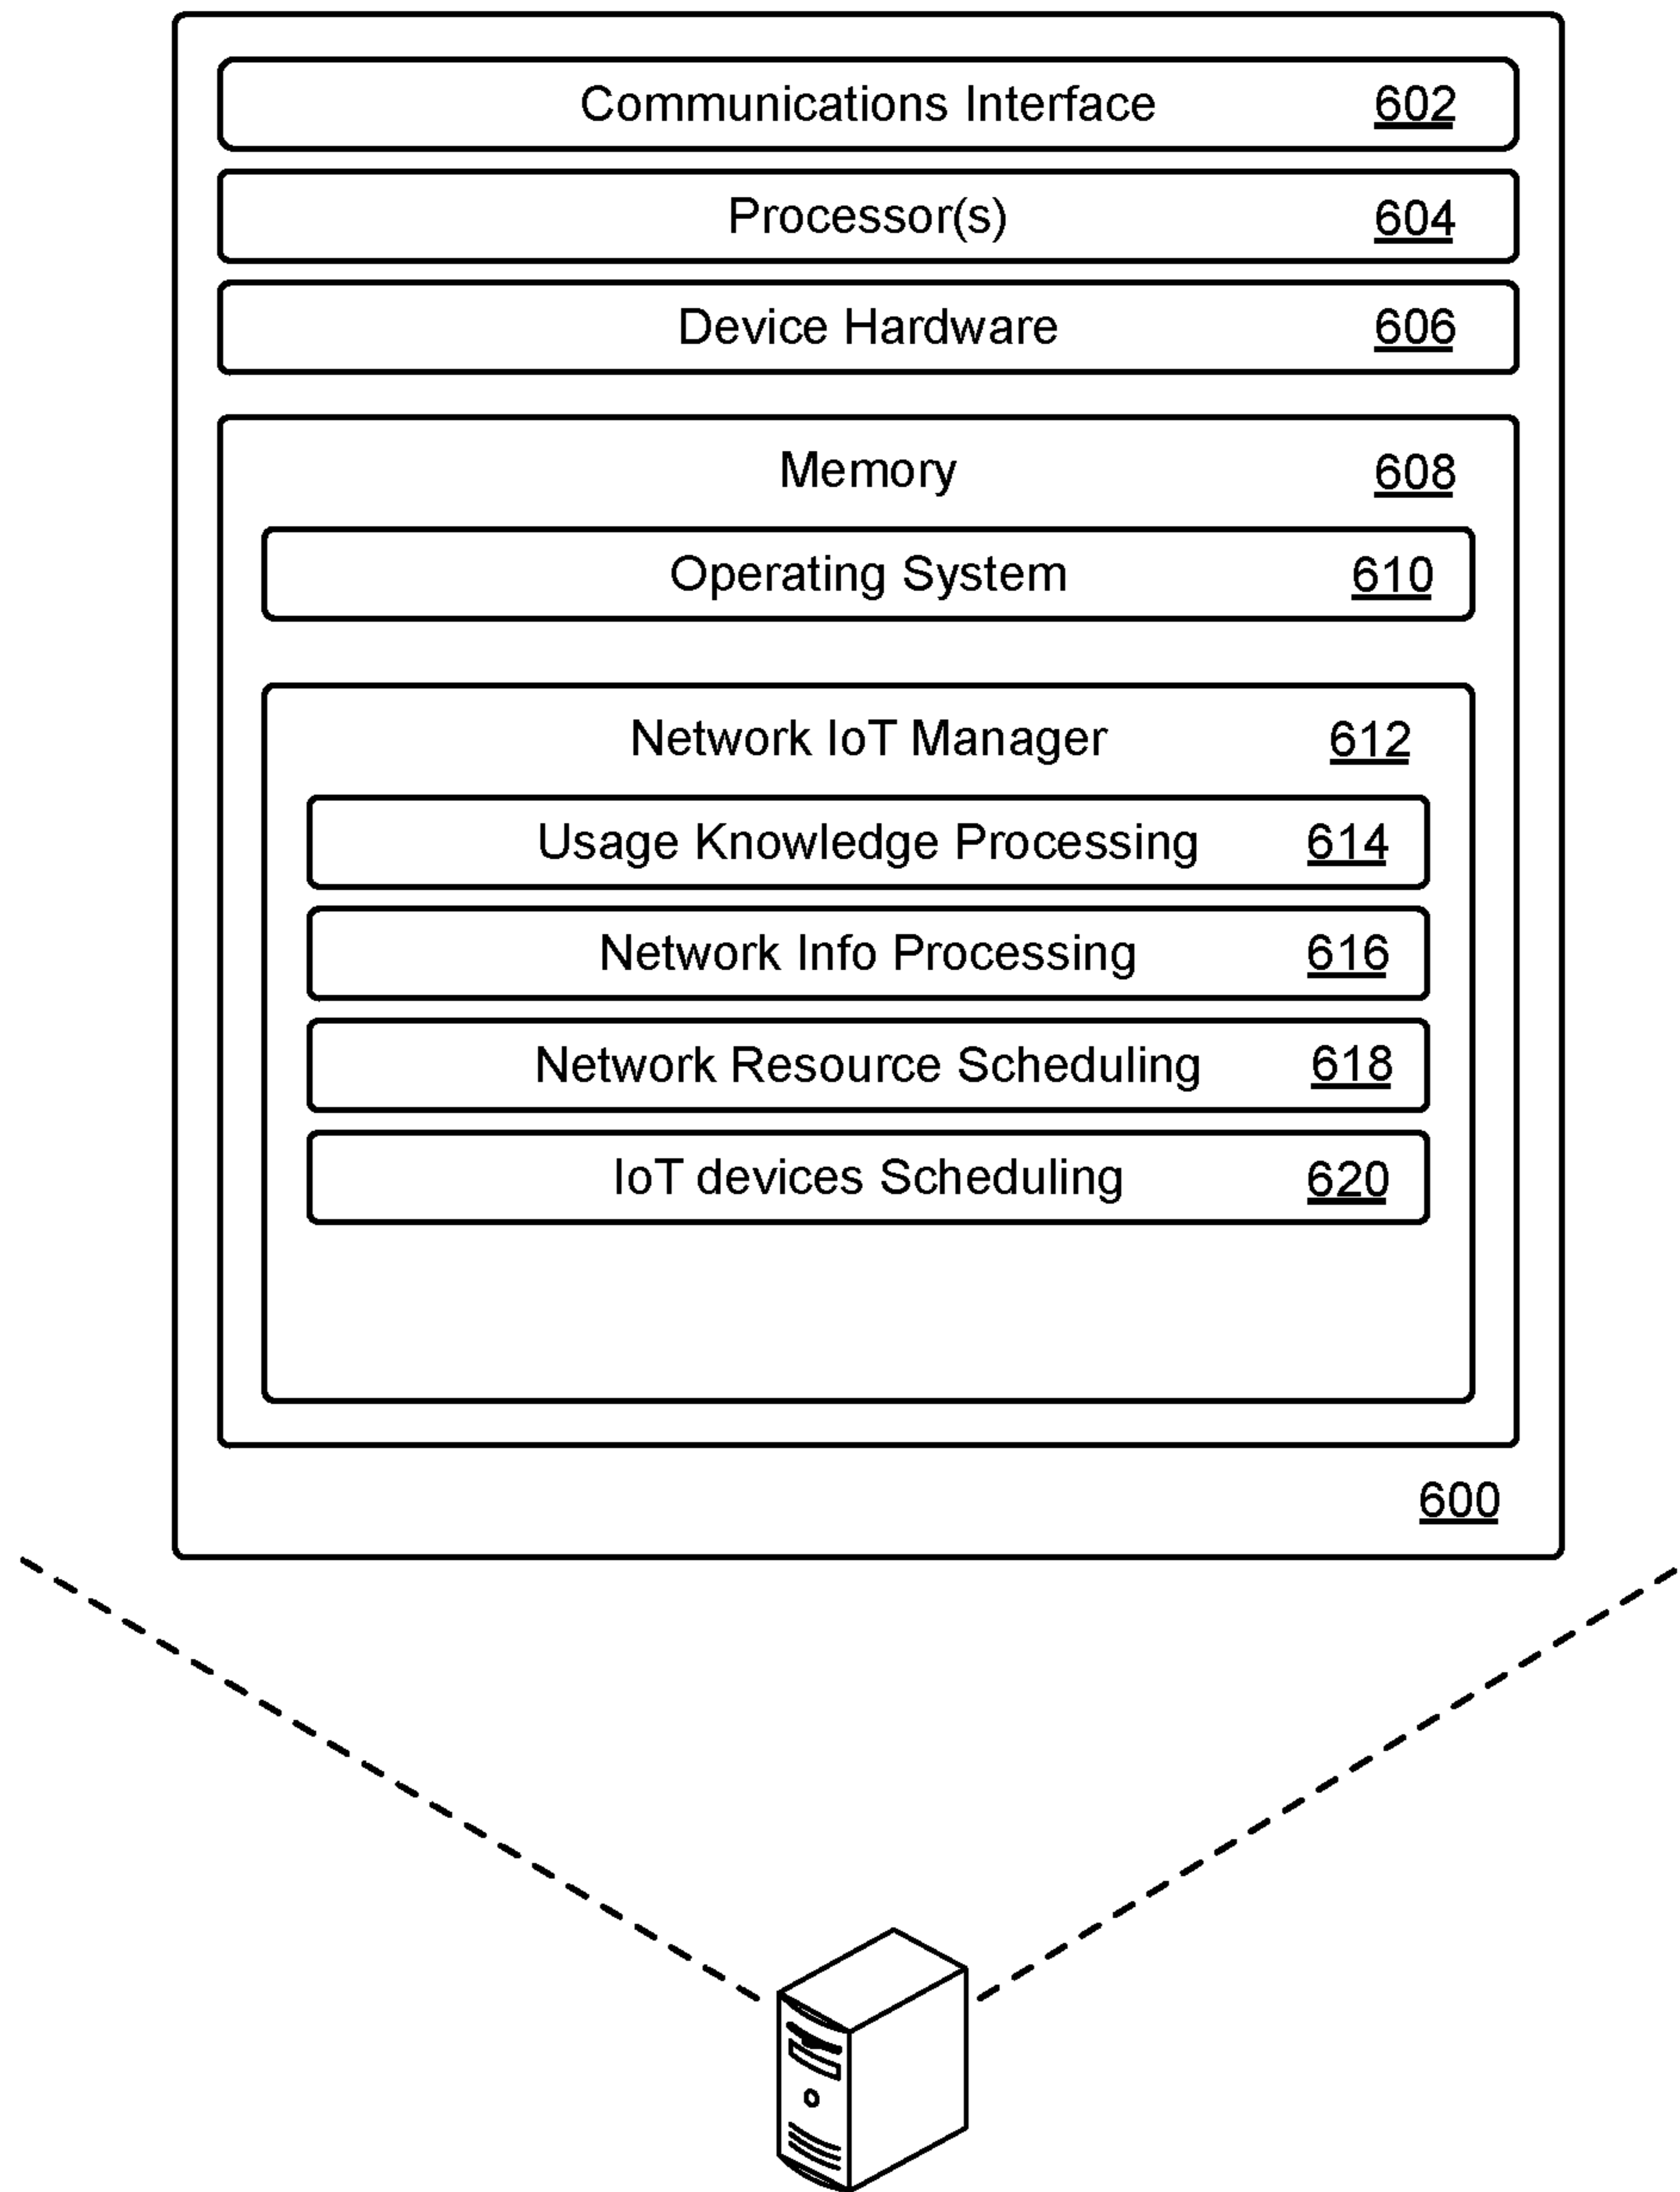 Communications Interface 602
Processor(s) 604
Device Hardware 606
Memory 608
Operating System 610
Network IoT Manager 612
Usage Knowledge Processing 614
Network Info Processing 616
Network Resource Scheduling 618
IoT devices Scheduling 620
600